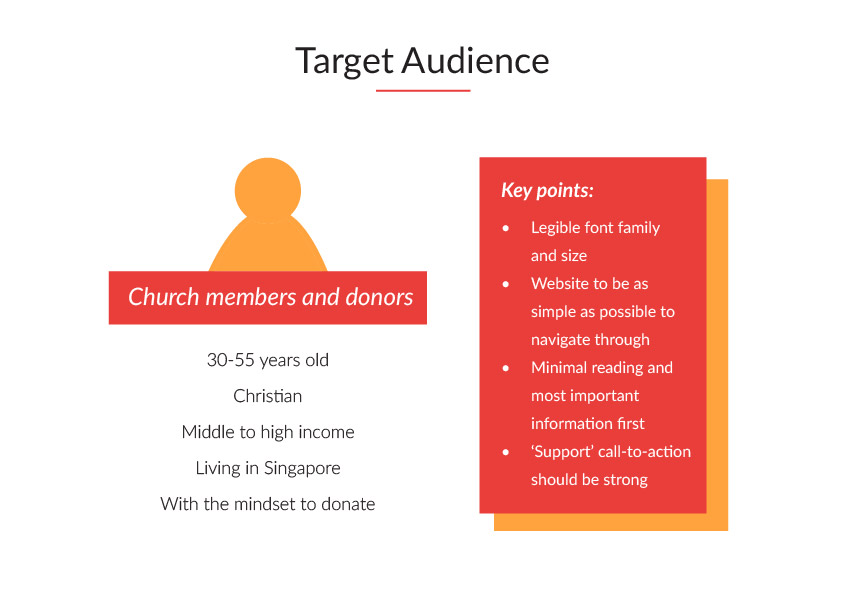 Target Audience
Church members and donors
30-55 years old
Christian
Middle to high income
Living in Singapore
With the mindset to donate
Key points:
• Legible font family
and size
• Website to be as
simple as possible to
navigate through
• Minimal reading and
most important
information first
• ‘Support’ call-to-action
should be strong